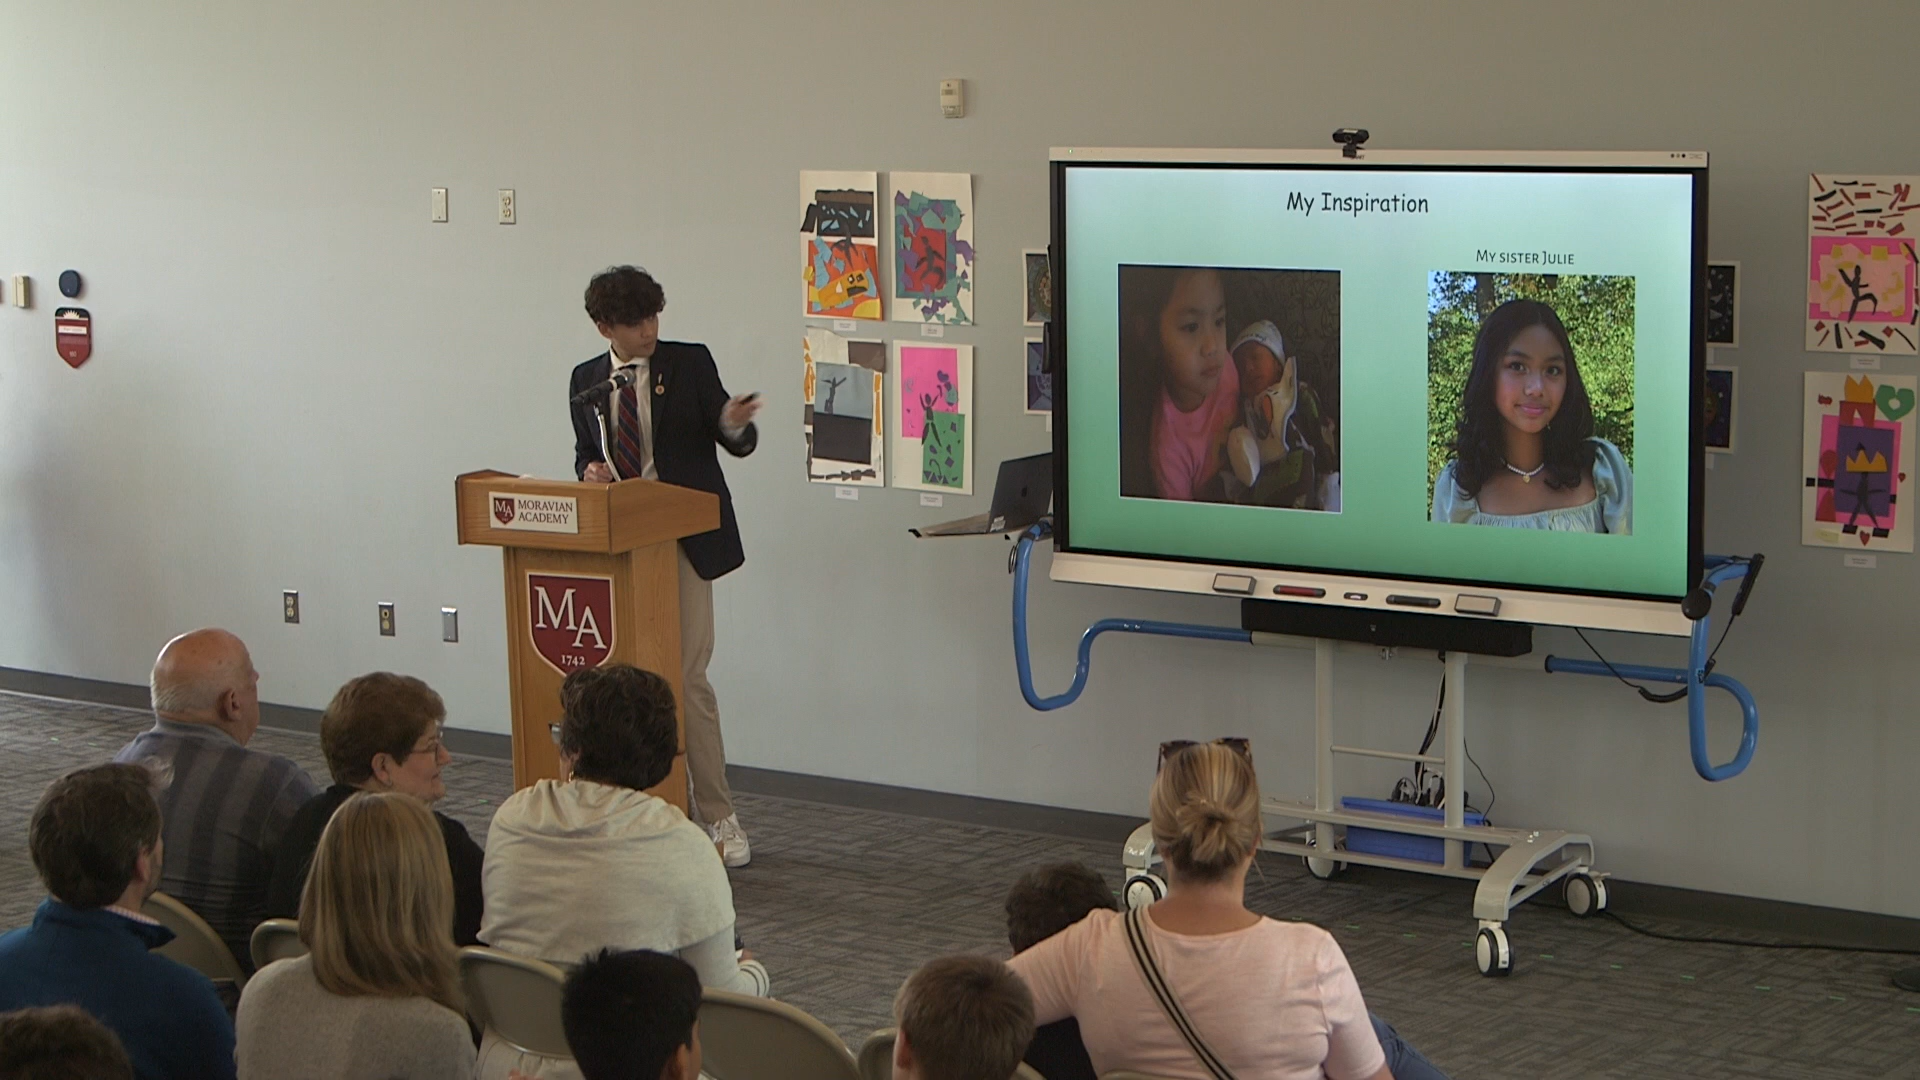 My Inspiration
My sister Julie
MA
MORAVIAN
ACADEMY
MA
1742